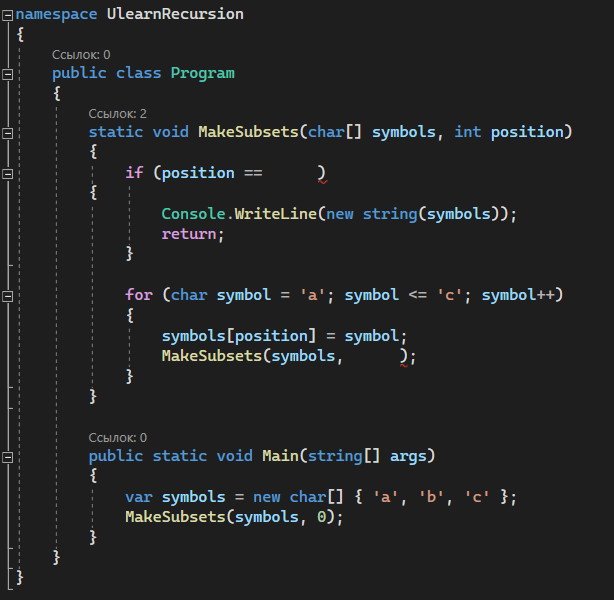 namespace UlearnRecursion
{
Ссылок: 0
public class Program
{
Ссылок: 2
static void MakeSubsets(char[] symbols, int position)
{
if (position ==      )
{
Console.WriteLine(new string(symbols));
return;
}
for (char symbol = 'a'; symbol <= 'c'; symbol++)
{
symbols[position] = symbol;
MakeSubsets(symbols,      );
}
}
Ссылок: 0
public static void Main(string[] args)
{
var symbols = new char[] { 'a', 'b', 'c' };
MakeSubsets(symbols, 0);
}
}
}